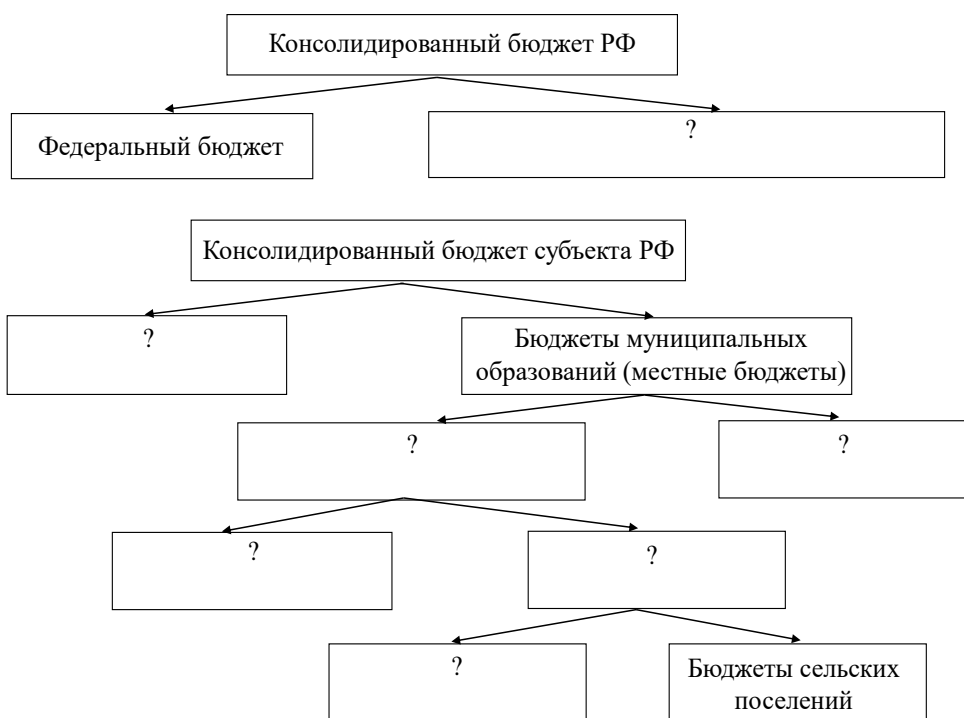 Консолидированный бюджет РФ
Федеральный бюджет
?
Консолидированный бюджет субъекта РФ
?
Бюджеты муниципальных
образований (местные бюджеты)
?
?
?
?
?
Бюджеты сельских
поселений